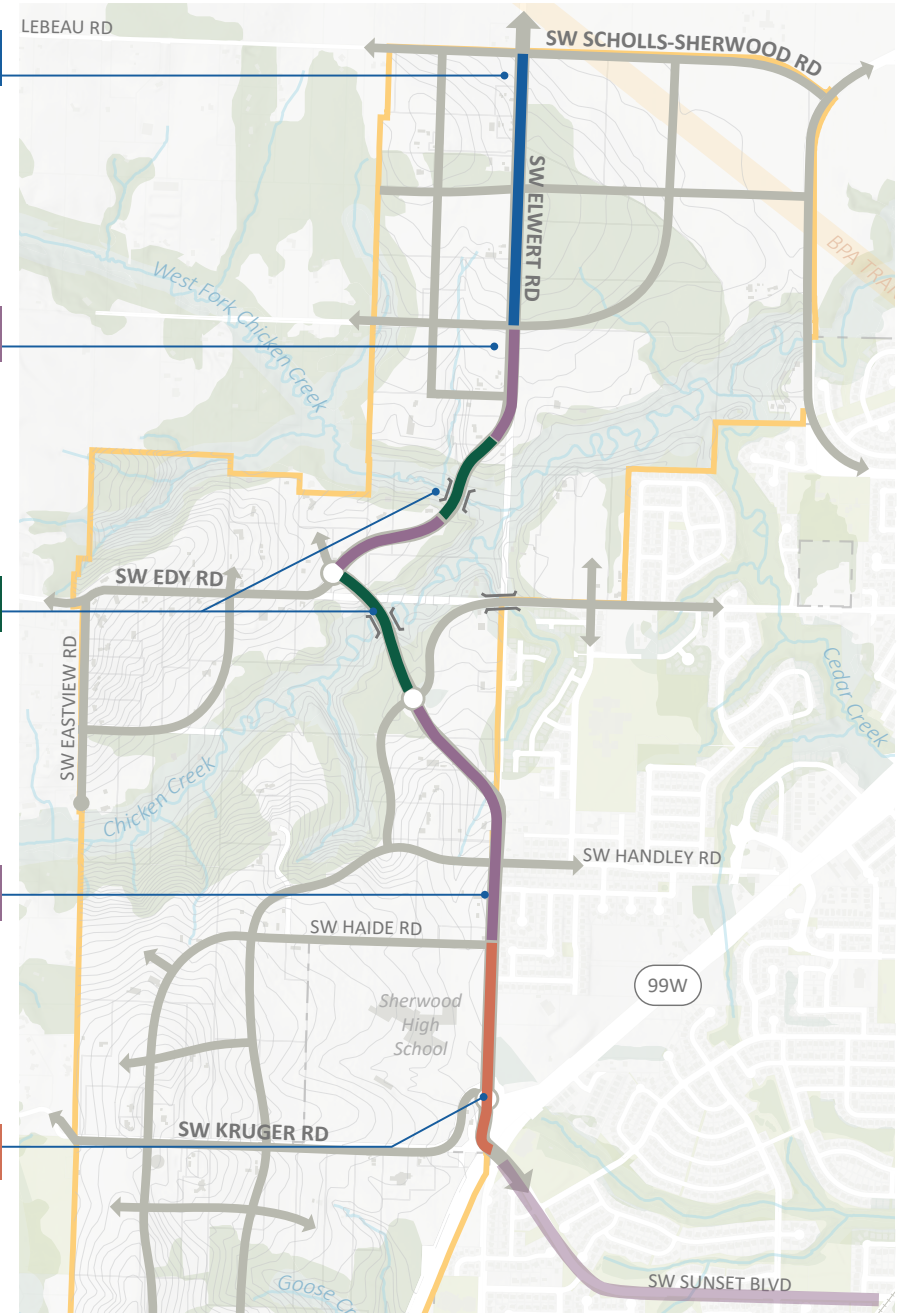 LEBEAU RD
SW SCHOLLS-SHERWOOD RD
SW ELWERT RD
West Fork Chicken Creek
SW EDY RD
SW EASTVIEW RD
Cedar Creek
Chicken Creek
SW HANDLEY RD
SW HAIDE RD
99W
Sherwood
High
School
SW KRUGER RD
SW SUNSET BLVD
Goose
BPA